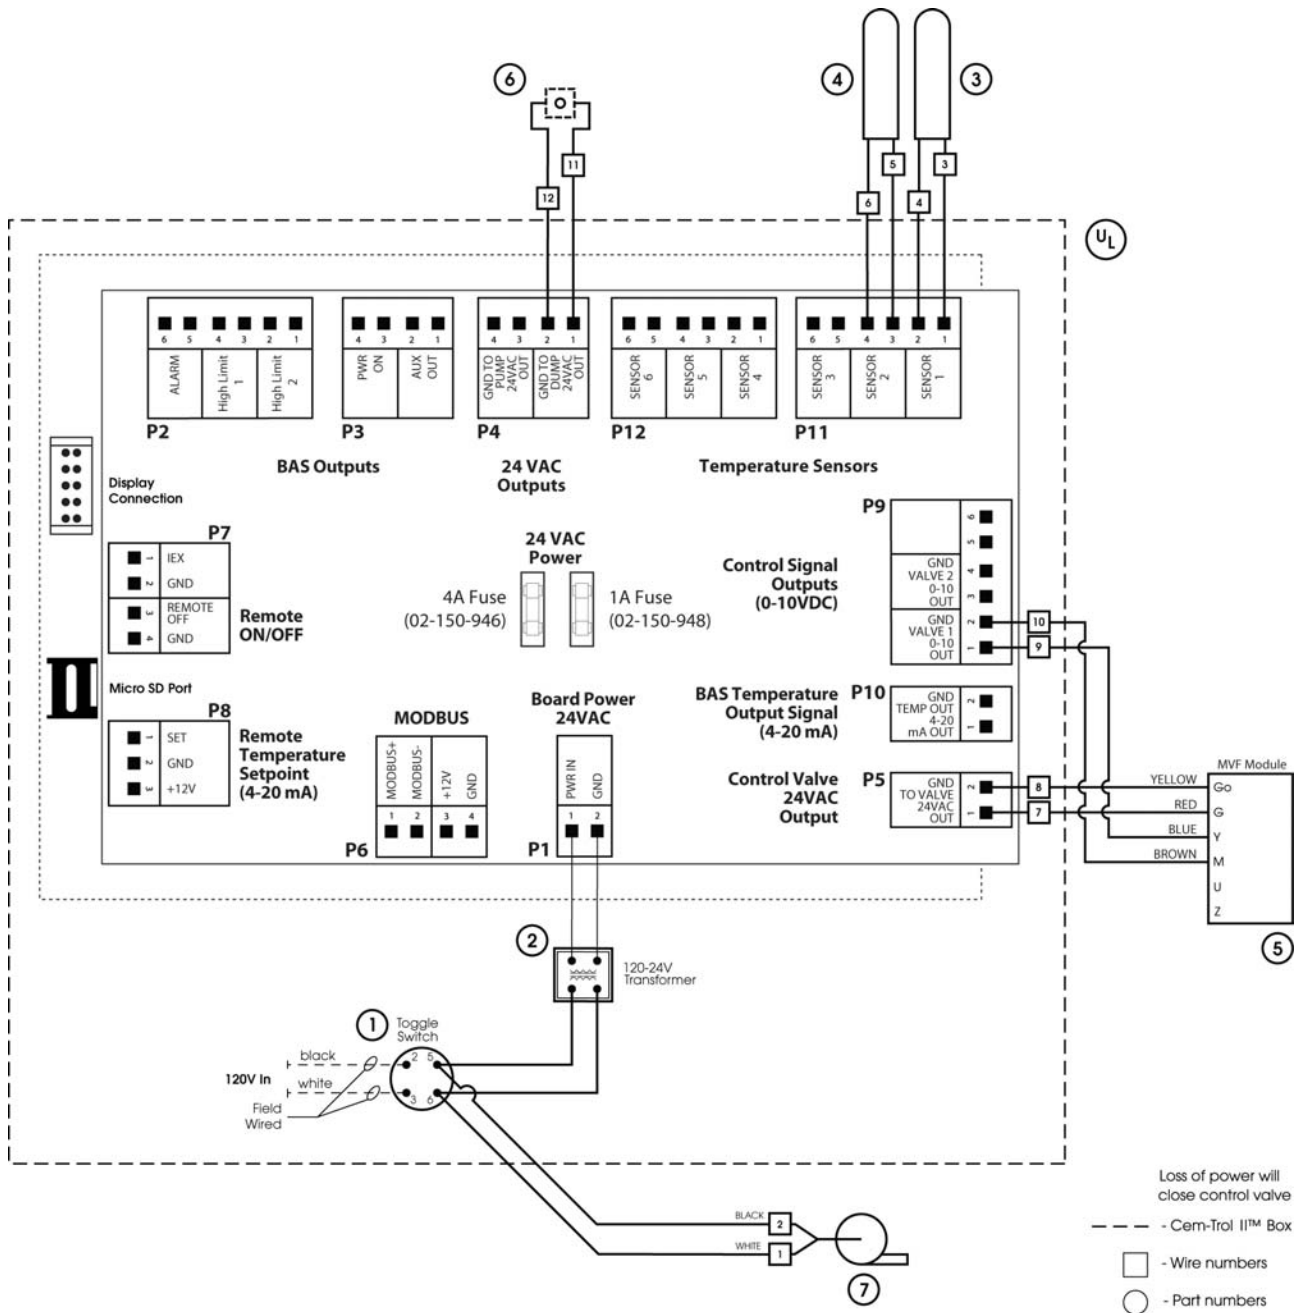 6
4
3
11
12
5
3
6
4
UL
6 5 4 3 2 1
ALARM
High Limit 1
High Limit 2
P2
4 3 2 1
PWR ON
AUX OUT
P3
BAS Outputs
4 3 2 1
GND TO PUMP 24VAC OUT
GND TO DUMP 24VAC OUT
P4
24 VAC
Outputs
6 5 4 3 2 1
SENSOR 6
SENSOR 5
SENSOR 4
P12
6 5 4 3 2 1
SENSOR 3
SENSOR 2
SENSOR 1
P11
Temperature Sensors
Display
Connection
P7
1 IEX
2 GND
3 REMOTE OFF
4 GND
Remote
ON/OFF
24 VAC
Power
4A Fuse
(02-150-946)
1A Fuse
(02-150-948)
P9
Control Signal
Outputs
(0-10VDC)
6
5
GND 4
VALVE 2
0-10
OUT 3
GND 2
VALVE 1
0-10
OUT 1
10
9
Micro SD Port
P8
1 SET
2 GND
3 +12V
Remote
Temperature
Setpoint
(4-20 mA)
MODBUS
MODBUS+
MODBUS-
+12V
GND
1 2 3 4
P6
Board Power
24VAC
PWR IN
GND
1 2
P1
BAS Temperature
Output Signal
(4-20 mA)
P10
GND 2
TEMP OUT
4-20
mA OUT 1
Control Valve
24VAC
Output
P5
GND 2
TO VALVE
24VAC
OUT 1
8
7
YELLOW
RED
BLUE
BROWN
MVF Module
Go
G
Y
M
U
Z
5
2
120-24V
Transformer
1
Toggle
Switch
black
120V In
white
Field
Wired
2 5
3 6
BLACK
2
WHITE
1
7
Loss of power will
close control valve
- Cem-Trol II™ Box
- Wire numbers
- Part numbers